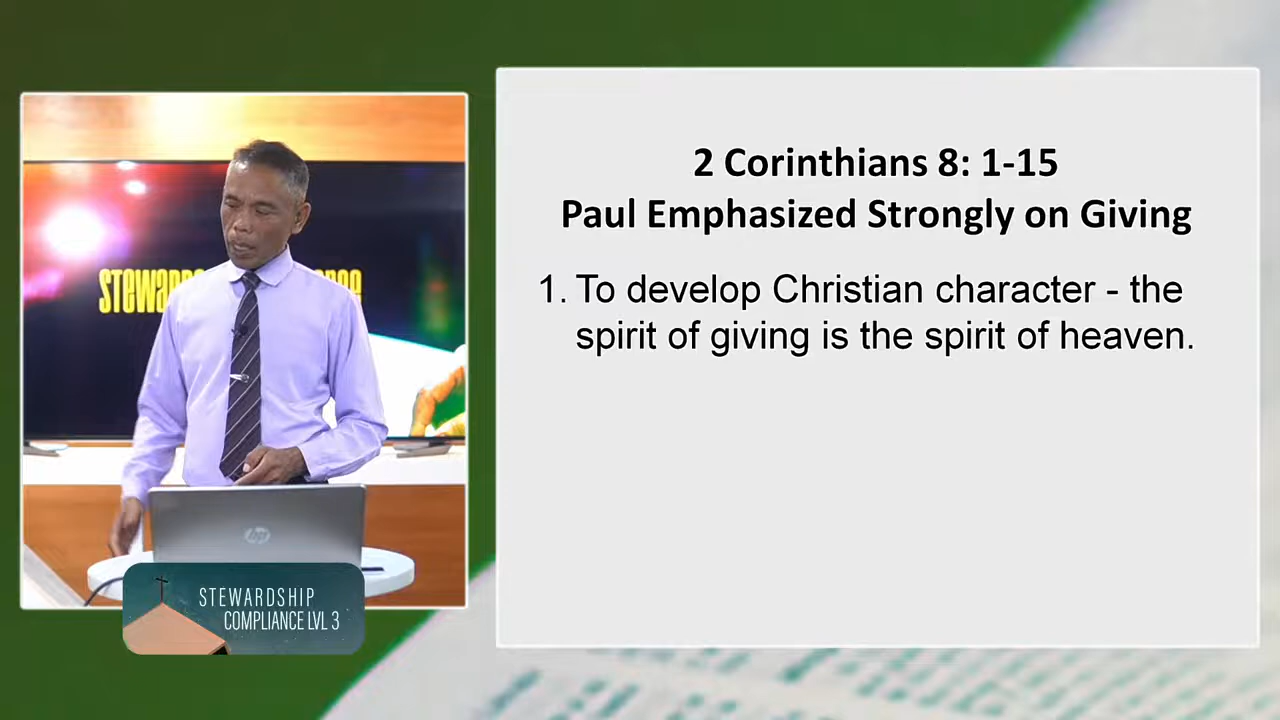 2 Corinthians 8: 1-15
Paul Emphasized Strongly on Giving
1. To develop Christian character - the
spirit of giving is the spirit of heaven.
hp
STEWARDSHIP
COMPLIANCE LVL 3